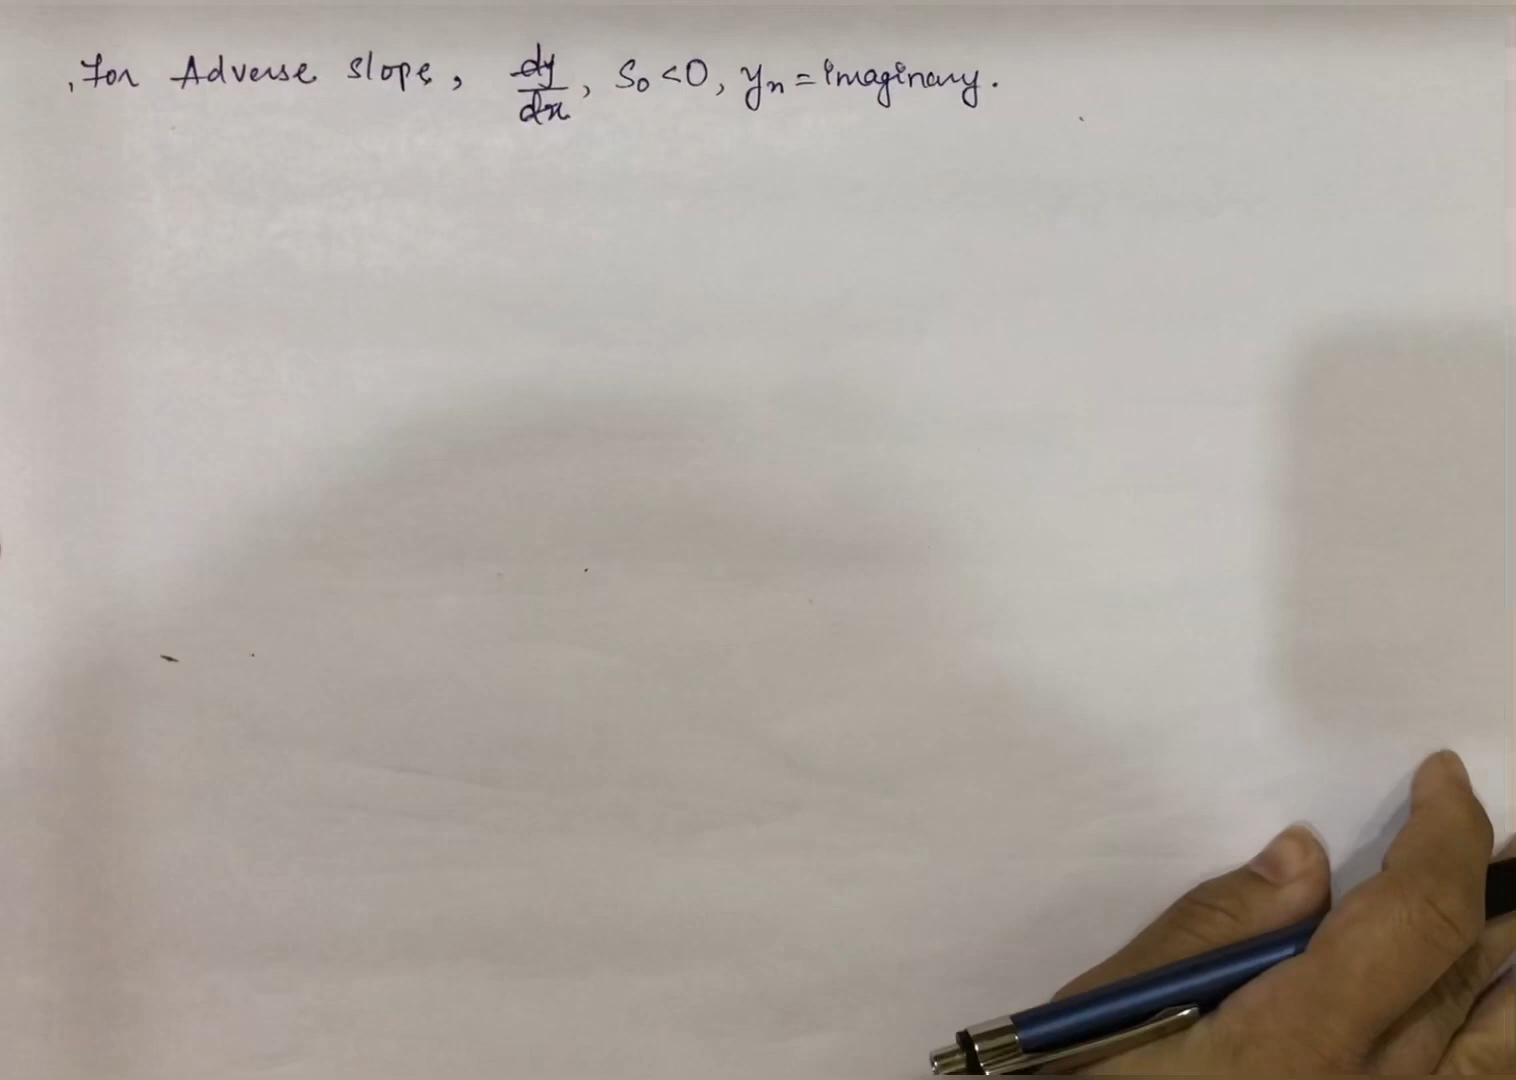 , For Adverse slope, dy/dx, S₀ <0, yₙ = imaginary.